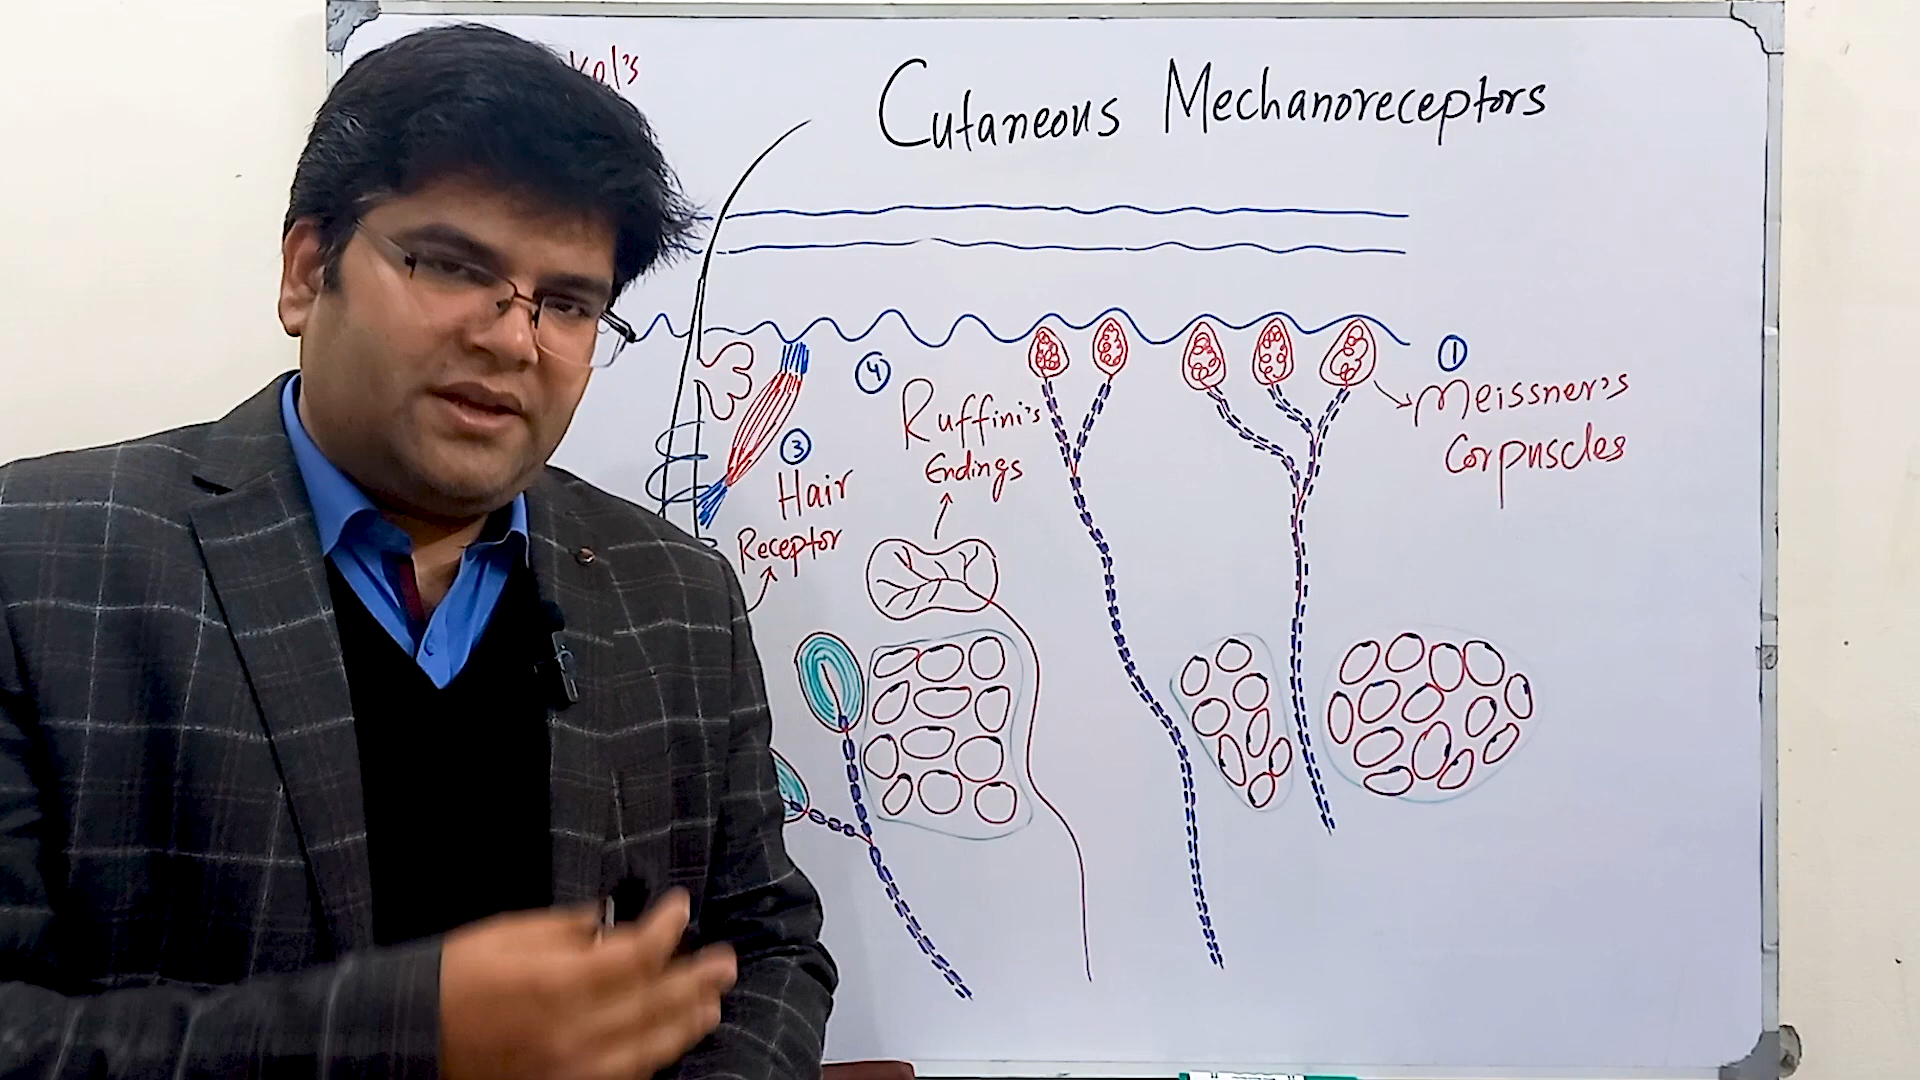 Cutaneous Mechanoreceptors
①
Meissner's
Corpuscles
④
Ruffini's
Endings
③
Hair
Receptor